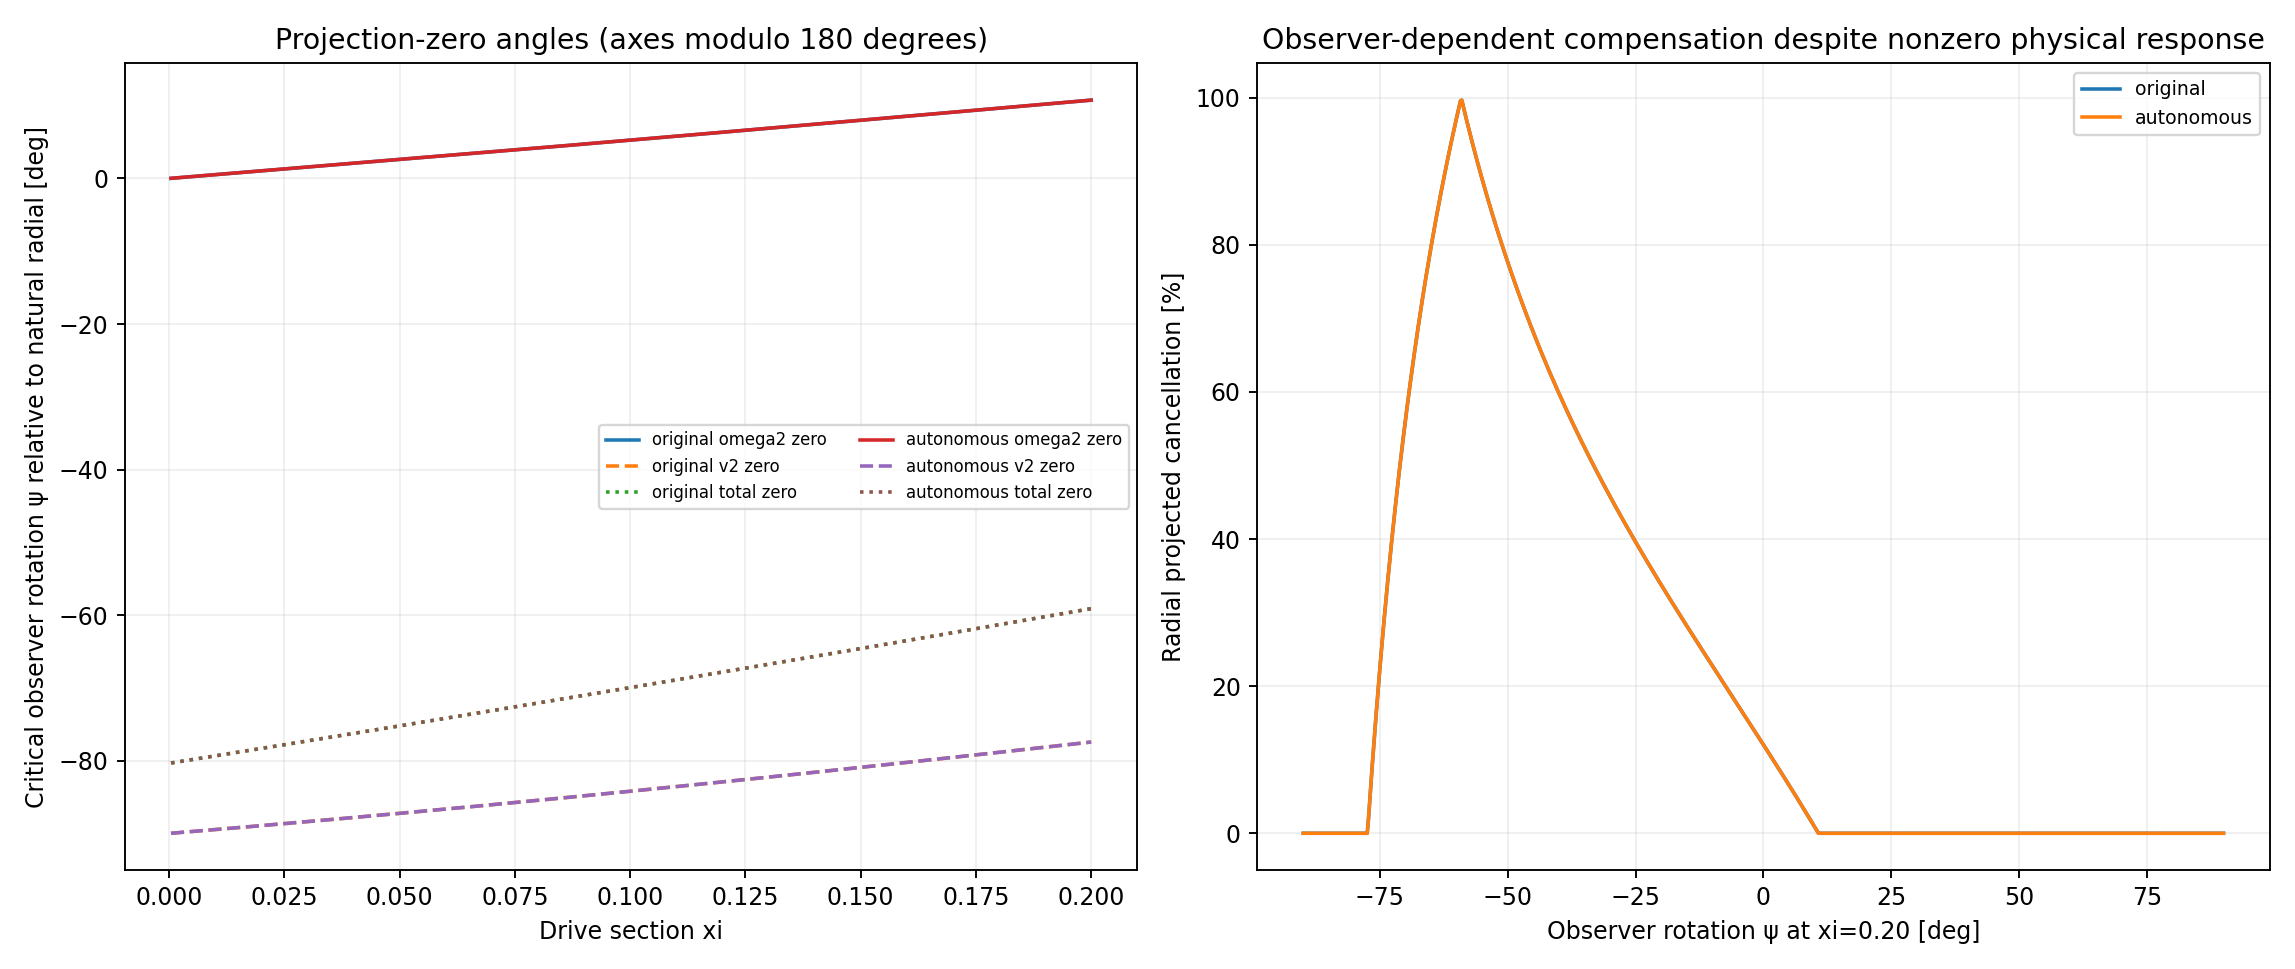 Projection-zero angles (axes modulo 180 degrees)
Critical observer rotation ψ relative to natural radial [deg]
0
−20
−40
−60
−80
original omega2 zero
original v2 zero
original total zero
autonomous omega2 zero
autonomous v2 zero
autonomous total zero
0.000 0.025 0.050 0.075 0.100 0.125 0.150 0.175 0.200
Drive section xi
Observer-dependent compensation despite nonzero physical response
Radial projected cancellation [%]
100
80
60
40
20
0
original
autonomous
−75 −50 −25 0 25 50 75
Observer rotation ψ at xi=0.20 [deg]